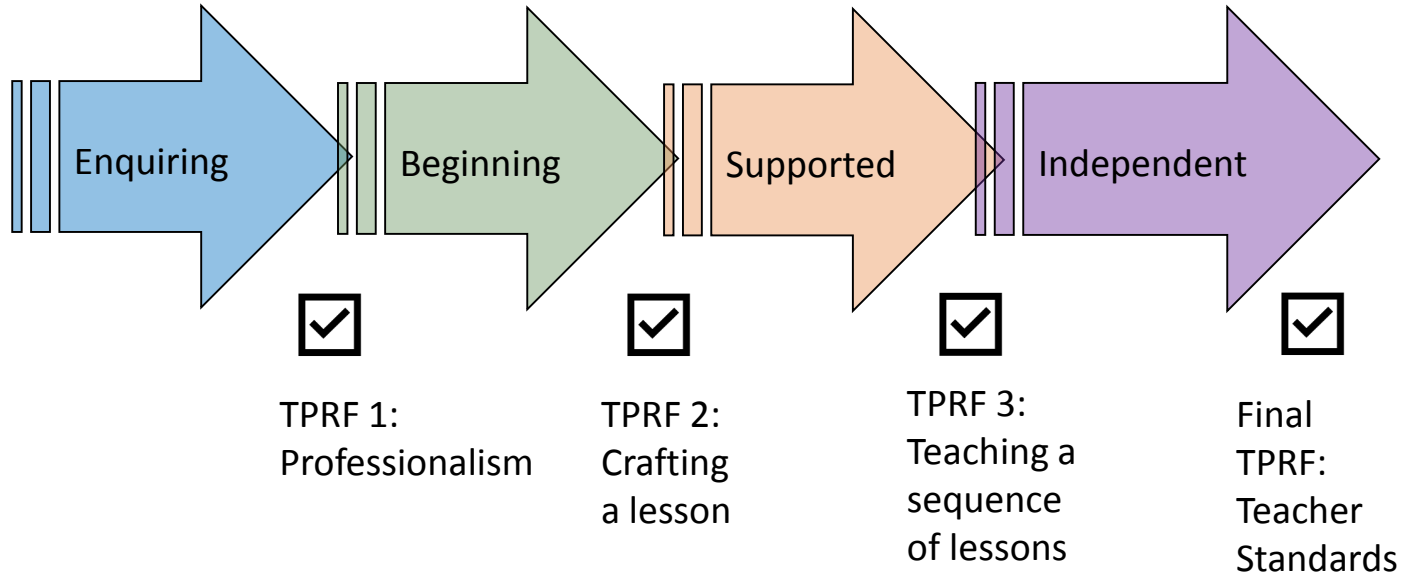 Enquiring
Beginning
Supported
Independent
TPRF 1:
Professionalism
TPRF 2:
Crafting
a lesson
TPRF 3:
Teaching a
sequence
of lessons
Final
TPRF:
Teacher
Standards